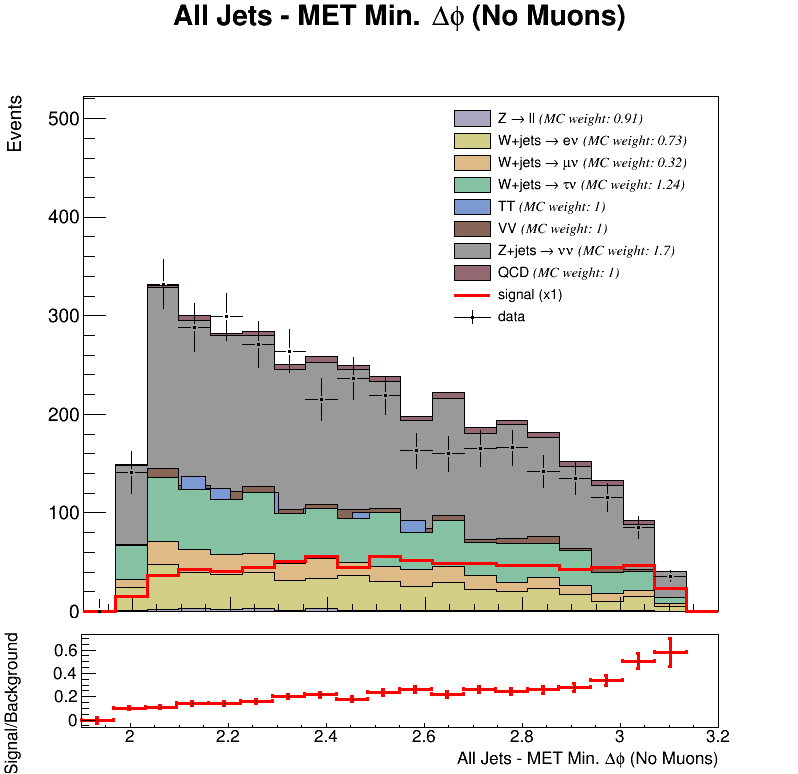 All Jets - MET Min. Δϕ (No Muons)
Events
500
400
300
200
100
0
Z → ll (MC weight: 0.91)
W+jets → eν (MC weight: 0.73)
W+jets → μν (MC weight: 0.32)
W+jets → τν (MC weight: 1.24)
TT (MC weight: 1)
VV (MC weight: 1)
Z+jets → νν (MC weight: 1.7)
QCD (MC weight: 1)
signal (x1)
data
Signal/Background
0.6
0.4
0.2
0
2 2.2 2.4 2.6 2.8 3 3.2
All Jets - MET Min. Δϕ (No Muons)